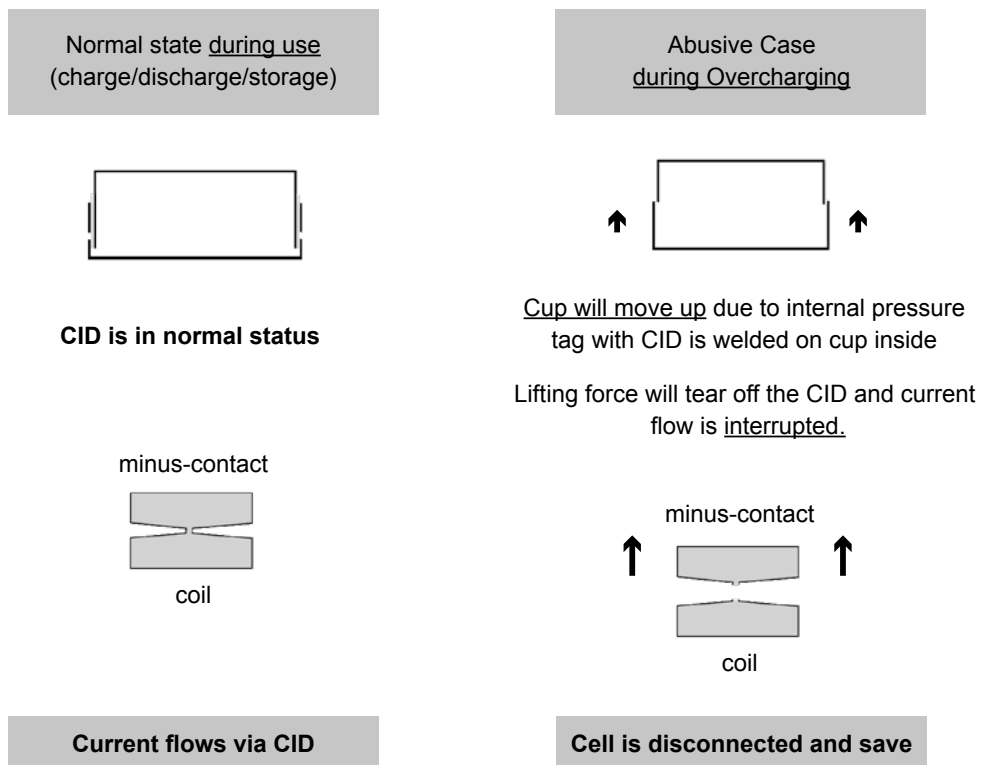 Normal state during use
(charge/discharge/storage)
CID is in normal status
minus-contact
coil
Current flows via CID
Abusive Case
during Overcharging
Cup will move up due to internal pressure
tag with CID is welded on cup inside
Lifting force will tear off the CID and current
flow is interrupted.
minus-contact
coil
Cell is disconnected and save